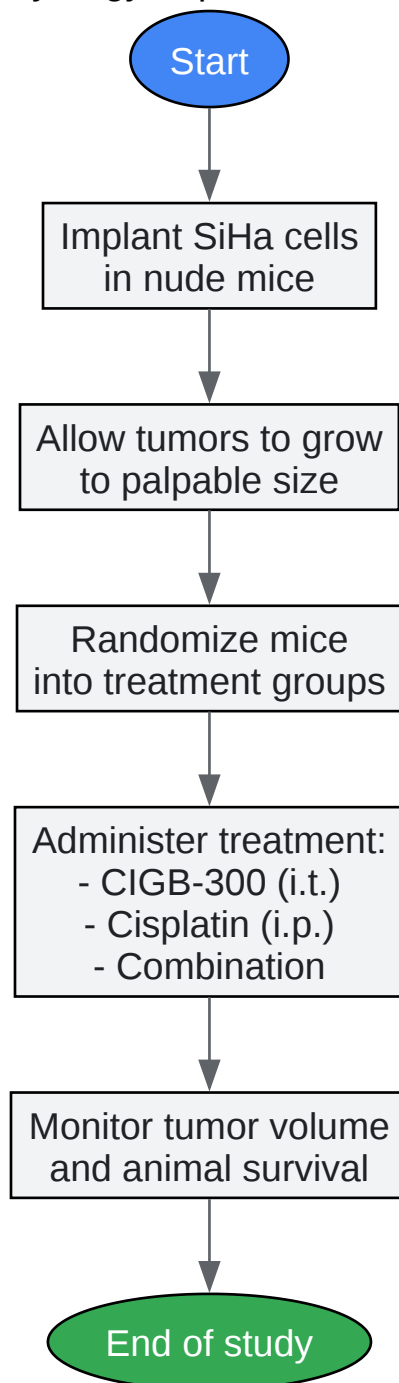 Start
Implant SiHa cells
in nude mice
Allow tumors to grow
to palpable size
Randomize mice
into treatment groups
Administer treatment:
- CIGB-300 (i.t.)
- Cisplatin (i.p.)
- Combination
Monitor tumor volume
and animal survival
End of study